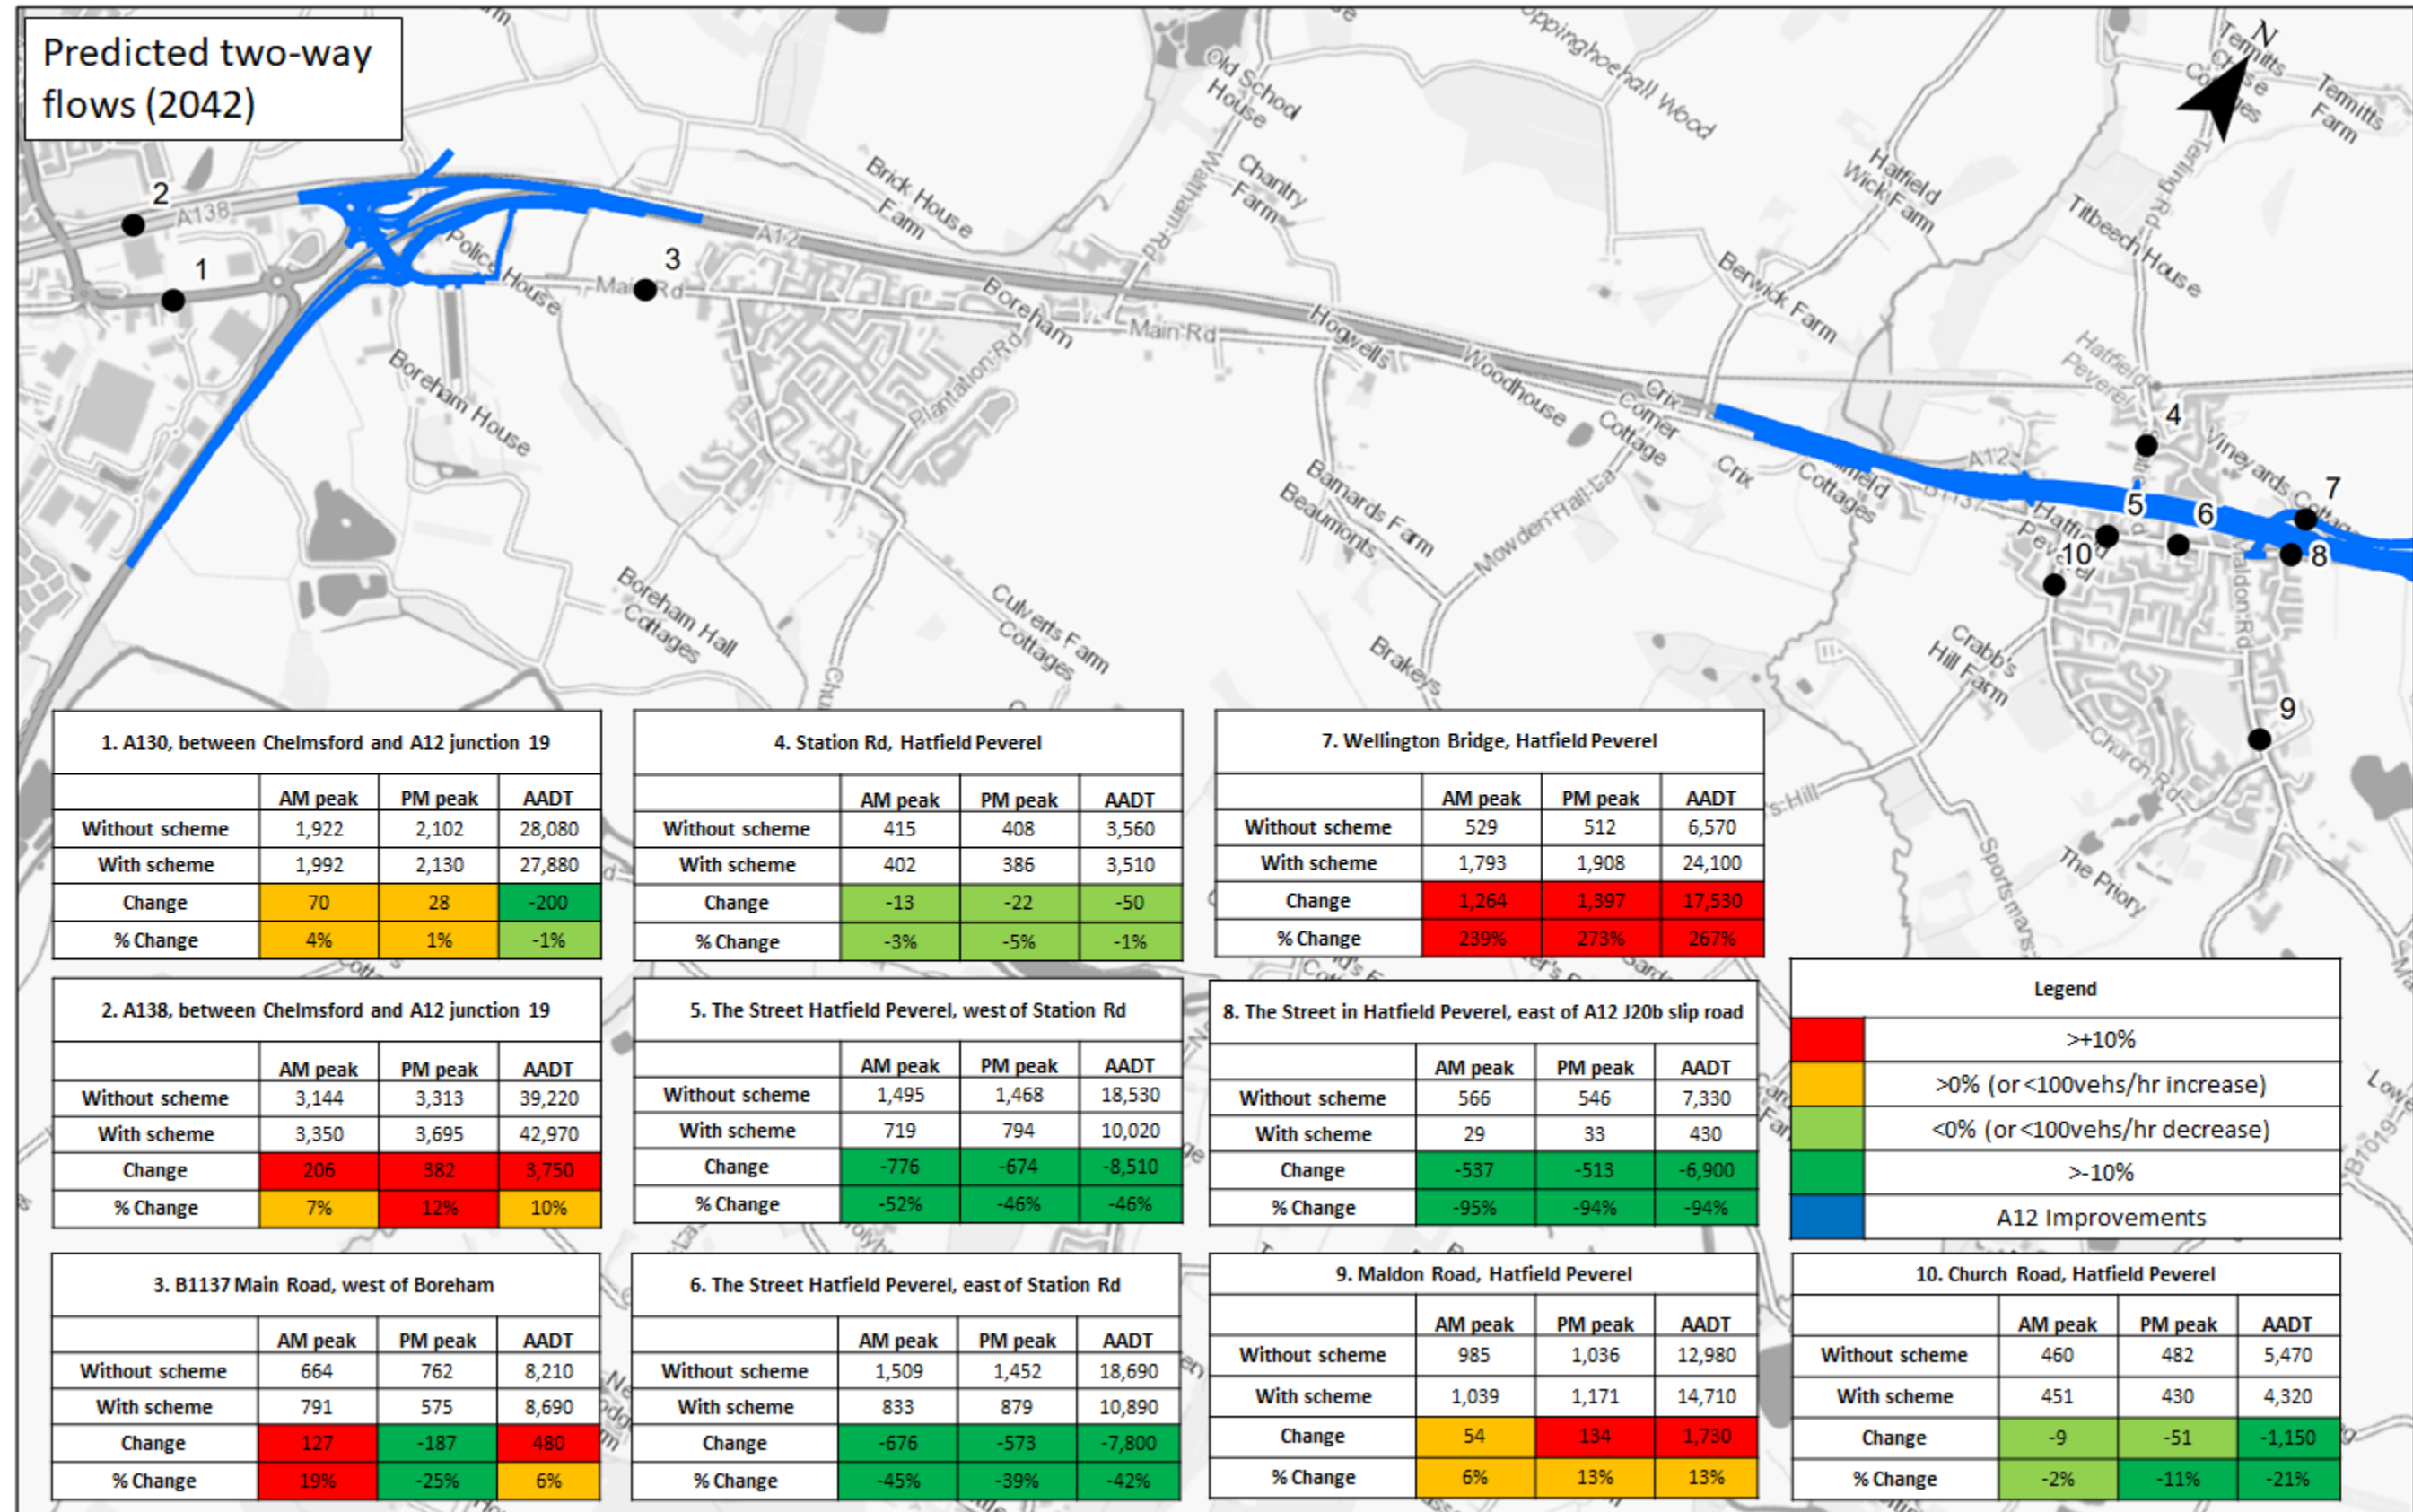 Predicted two-way
flows (2042)
N
Termitts
Chase
Cottages
Termitts
Farm
Terling Rd
Old School
House
Toppinghoehall Wood
Waltham-Rd
Chantry
Farm
Brick House
Farm
Hatfield
Wick Farm
Titbeech House
Berwick Farm
2
A138
1
Police House
3
Main Rd
A12
Boreham
Main Rd
Hogwells
Woodhouse
Crix
Corner
Cottage
Crix
Cottages
Boreham House
Plantation Rd
Barnards Farm
Beaumonts
Mowden Hall La
Brakeys
Boreham Hall
Cottages
Culverts Farm
Cottages
Hatfield
Peverel
4
Vineyards Cottage
A12
B1137
5
6
7
8
Hatfield
Peverel
10
Maldon Rd
9
Crabb's
Hill Farm
Church Rd
The Priory
Sportsmans
B1019
1. A130, between Chelmsford and A12 junction 19
AM peak PM peak AADT
Without scheme 1,922 2,102 28,080
With scheme 1,992 2,130 27,880
Change 70 28 -200
% Change 4% 1% -1%
4. Station Rd, Hatfield Peverel
AM peak PM peak AADT
Without scheme 415 408 3,560
With scheme 402 386 3,510
Change -13 -22 -50
% Change -3% -5% -1%
7. Wellington Bridge, Hatfield Peverel
AM peak PM peak AADT
Without scheme 529 512 6,570
With scheme 1,793 1,908 24,100
Change 1,264 1,397 17,530
% Change 239% 273% 267%
2. A138, between Chelmsford and A12 junction 19
AM peak PM peak AADT
Without scheme 3,144 3,313 39,220
With scheme 3,350 3,695 42,970
Change 206 382 3,750
% Change 7% 12% 10%
5. The Street Hatfield Peverel, west of Station Rd
AM peak PM peak AADT
Without scheme 1,495 1,468 18,530
With scheme 719 794 10,020
Change -776 -674 -8,510
% Change -52% -46% -46%
8. The Street in Hatfield Peverel, east of A12 J20b slip road
AM peak PM peak AADT
Without scheme 566 546 7,330
With scheme 29 33 430
Change -537 -513 -6,900
% Change -95% -94% -94%
Legend
>+10%
>0% (or <100vehs/hr increase)
<0% (or <100vehs/hr decrease)
>-10%
A12 Improvements
3. B1137 Main Road, west of Boreham
AM peak PM peak AADT
Without scheme 664 762 8,210
With scheme 791 575 8,690
Change 127 -187 480
% Change 19% -25% 6%
6. The Street Hatfield Peverel, east of Station Rd
AM peak PM peak AADT
Without scheme 1,509 1,452 18,690
With scheme 833 879 10,890
Change -676 -573 -7,800
% Change -45% -39% -42%
9. Maldon Road, Hatfield Peverel
AM peak PM peak AADT
Without scheme 985 1,036 12,980
With scheme 1,039 1,171 14,710
Change 54 134 1,730
% Change 6% 13% 13%
10. Church Road, Hatfield Peverel
AM peak PM peak AADT
Without scheme 460 482 5,470
With scheme 451 430 4,320
Change -9 -51 -1,150
% Change -2% -11% -21%